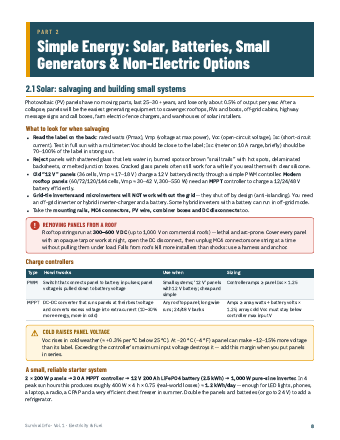 PART 2
Simple Energy: Solar, Batteries, Small
Generators & Non-Electric Options
2.1 Solar: salvaging and building small systems
Photovoltaic (PV) panels have no moving parts, last 25–30+ years, and lose only about 0.5% of output per year. After a
collapse, panels will be the easiest generating equipment to scavenge: rooftops, RVs and boats, off-grid cabins, highway
message signs and call boxes, farm electric fence chargers, and warehouses of solar installers.
What to look for when salvaging
• Read the label on the back: rated watts (Pmax), Vmp (voltage at max power), Voc (open-circuit voltage), Isc (short-circuit
current). Test in full sun with a multimeter: Voc should be close to the label; Isc (meter on 10 A range, briefly) should be
70–100% of the label in strong sun.
• Reject panels with shattered glass that lets water in, burned spots or brown "snail trails" with hot spots, delaminated
backsheets, or melted junction boxes. Cracked glass panels often still work for a while if you seal them with clear silicone.
• Old "12 V" panels (36 cells, Vmp ≈ 17–18 V) charge a 12 V battery directly through a simple PWM controller. Modern
rooftop panels (60/72/120/144 cells, Vmp ≈ 30–42 V, 300–550 W) need an MPPT controller to charge a 12/24/48 V
battery efficiently.
• Grid-tie inverters and microinverters will NOT work without the grid — they shut off by design (anti-islanding). You need
an off-grid inverter or hybrid inverter-charger and a battery. Some hybrid inverters with a battery can run in off-grid mode.
• Take the mounting rails, MC4 connectors, PV wire, combiner boxes and DC disconnects too.
REMOVING PANELS FROM A ROOF
Rooftop strings run at 300–600 VDC (up to 1,000 V on commercial roofs) — lethal and arc-prone. Cover every panel
with an opaque tarp or work at night, open the DC disconnect, then unplug MC4 connectors one string at a time
without pulling them under load. Falls from roofs kill more installers than shocks: use a harness and anchor.
Charge controllers
Type How it works Use when Sizing
PWM Switch that connects panel to battery in pulses; panel voltage is pulled down to battery voltage Small systems, "12 V" panels with 12 V battery; cheap and simple Controller amps ≥ panel Isc × 1.25
MPPT DC-DC converter that runs panels at their best voltage and converts excess voltage into extra current (10–30% more energy, more in cold) Any rooftop panel, long wire runs; 24/48 V banks Amps ≥ array watts ÷ battery volts × 1.25; array cold Voc must stay below controller max input V
COLD RAISES PANEL VOLTAGE
Voc rises in cold weather (≈ +0.3% per °C below 25 °C). At −20 °C (−4 °F) a panel can make ~12–15% more voltage
than its label. Exceeding the controller's maximum input voltage destroys it — add this margin when you put panels
in series.
A small, reliable starter system
2 × 200 W panels → 30 A MPPT controller → 12 V 200 Ah LiFePO4 battery (2.5 kWh) → 1,000 W pure-sine inverter. In 4
peak sun hours this produces roughly 400 W × 4 h × 0.75 (real-world losses) ≈ 1.2 kWh/day — enough for LED lights, phones,
a laptop, a radio, a CPAP and a very efficient chest freezer in summer. Double the panels and batteries (or go to 24 V) to add a
refrigerator.